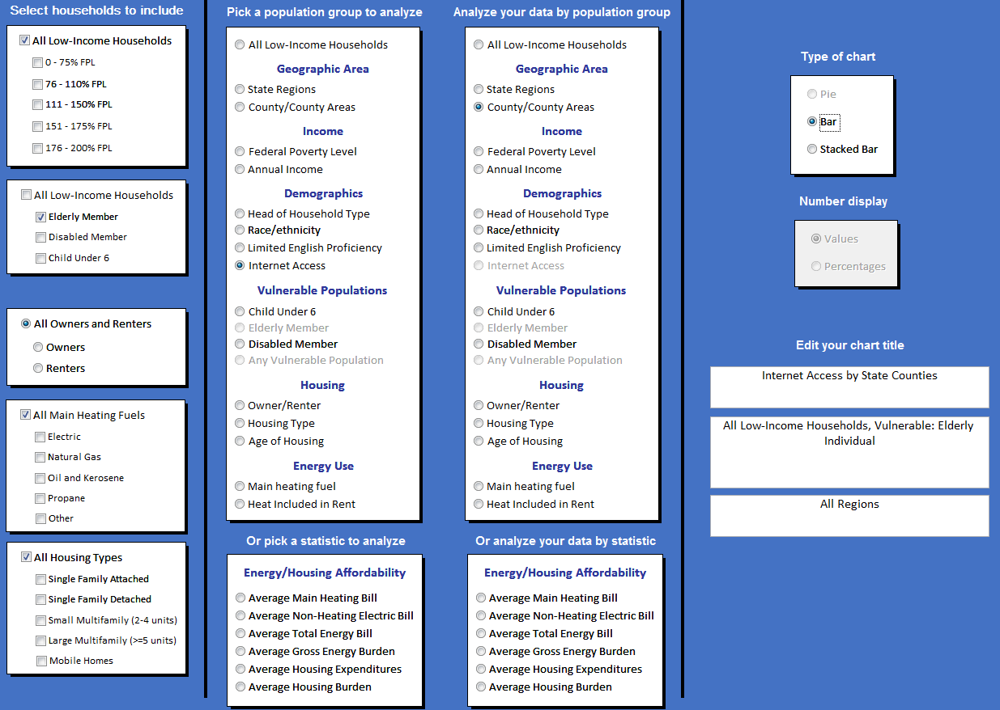 Select households to include
All Low-Income Households
0 - 75% FPL
76 - 110% FPL
111 - 150% FPL
151 - 175% FPL
176 - 200% FPL
All Low-Income Households
Elderly Member
Disabled Member
Child Under 6
All Owners and Renters
Owners
Renters
All Main Heating Fuels
Electric
Natural Gas
Oil and Kerosene
Propane
Other
All Housing Types
Single Family Attached
Single Family Detached
Small Multifamily (2-4 units)
Large Multifamily (>=5 units)
Mobile Homes
Pick a population group to analyze
All Low-Income Households
Geographic Area
State Regions
County/County Areas
Income
Federal Poverty Level
Annual Income
Demographics
Head of Household Type
Race/ethnicity
Limited English Proficiency
Internet Access
Vulnerable Populations
Child Under 6
Elderly Member
Disabled Member
Any Vulnerable Population
Housing
Owner/Renter
Housing Type
Age of Housing
Energy Use
Main heating fuel
Heat Included in Rent
Or pick a statistic to analyze
Energy/Housing Affordability
Average Main Heating Bill
Average Non-Heating Electric Bill
Average Total Energy Bill
Average Gross Energy Burden
Average Housing Expenditures
Average Housing Burden
Analyze your data by population group
All Low-Income Households
Geographic Area
State Regions
County/County Areas
Income
Federal Poverty Level
Annual Income
Demographics
Head of Household Type
Race/ethnicity
Limited English Proficiency
Internet Access
Vulnerable Populations
Child Under 6
Elderly Member
Disabled Member
Any Vulnerable Population
Housing
Owner/Renter
Housing Type
Age of Housing
Energy Use
Main heating fuel
Heat Included in Rent
Or analyze your data by statistic
Energy/Housing Affordability
Average Main Heating Bill
Average Non-Heating Electric Bill
Average Total Energy Bill
Average Gross Energy Burden
Average Housing Expenditures
Average Housing Burden
Type of chart
Pie
Bar
Stacked Bar
Number display
Values
Percentages
Edit your chart title
Internet Access by State Counties
All Low-Income Households, Vulnerable: Elderly
Individual
All Regions